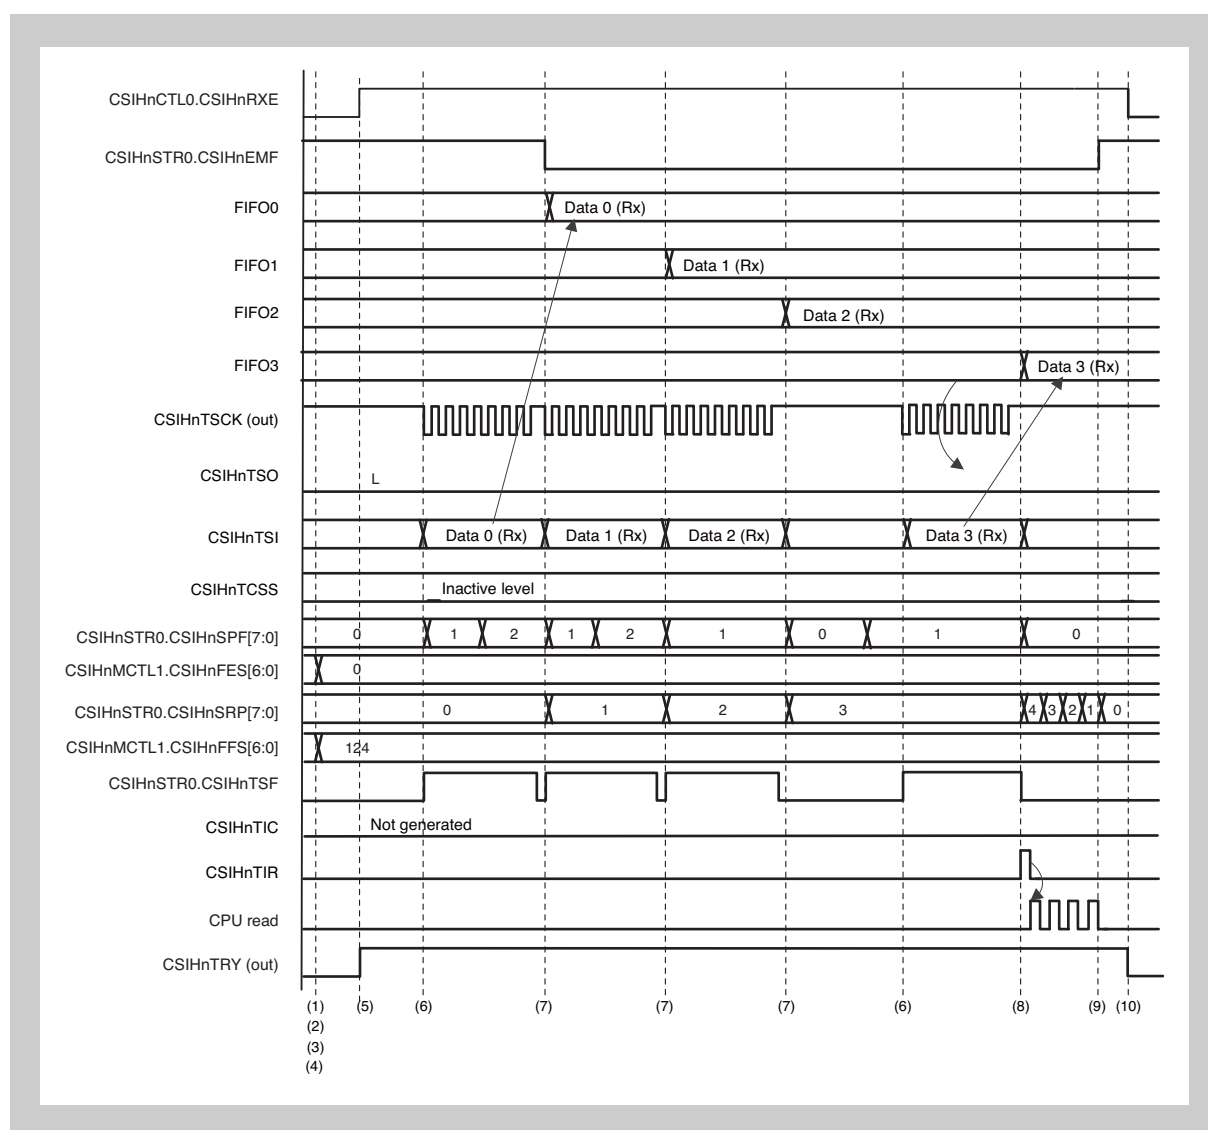 CSIHnCTL0.CSIHnRXE
CSIHnSTR0.CSIHnEMF
FIFO0 Data 0 (Rx)
FIFO1 Data 1 (Rx)
FIFO2 Data 2 (Rx)
FIFO3 Data 3 (Rx)
CSIHnTSCK (out)
CSIHnTSO L
CSIHnTSI Data 0 (Rx) Data 1 (Rx) Data 2 (Rx) Data 3 (Rx)
CSIHnTCSS Inactive level
CSIHnSTR0.CSIHnSPF[7:0] 0 1 2 1 2 1 0 1 0
CSIHnMCTL1.CSIHnFES[6:0] 0
CSIHnSTR0.CSIHnSRP[7:0] 0 1 2 3 4 3 2 1 0
CSIHnMCTL1.CSIHnFFS[6:0] 124
CSIHnSTR0.CSIHnTSF
CSIHnTIC Not generated
CSIHnTIR
CPU read
CSIHnTRY (out)
(1) (5) (6) (7) (7) (7) (6) (8) (9) (10)
(2)
(3)
(4)